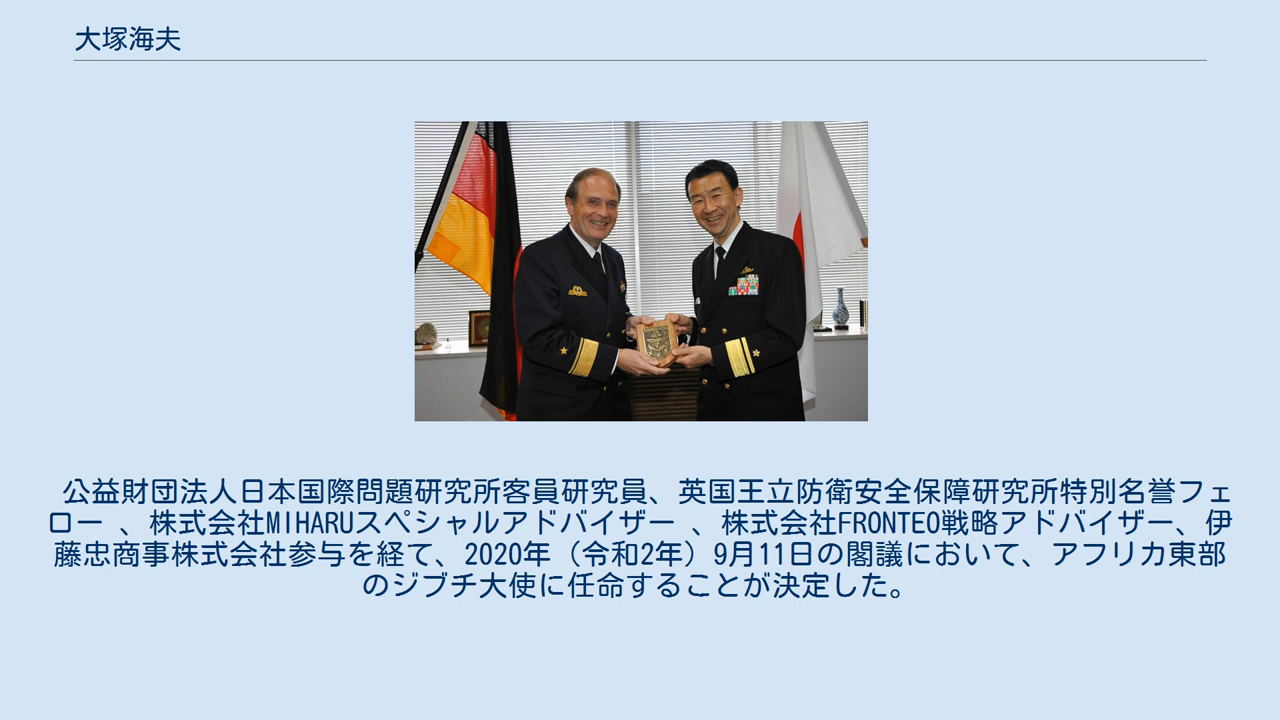 大塚海夫
公益財団法人日本国際問題研究所客員研究員、英国王立防衛安全保障研究所特別名誉フェ
ロー 、株式会社MIHARUスペシャルアドバイザー 、株式会社FRONTEO戦略アドバイザー、伊
藤忠商事株式会社参与を経て、2020年（令和2年）9月11日の閣議において、アフリカ東部
のジブチ大使に任命することが決定した。